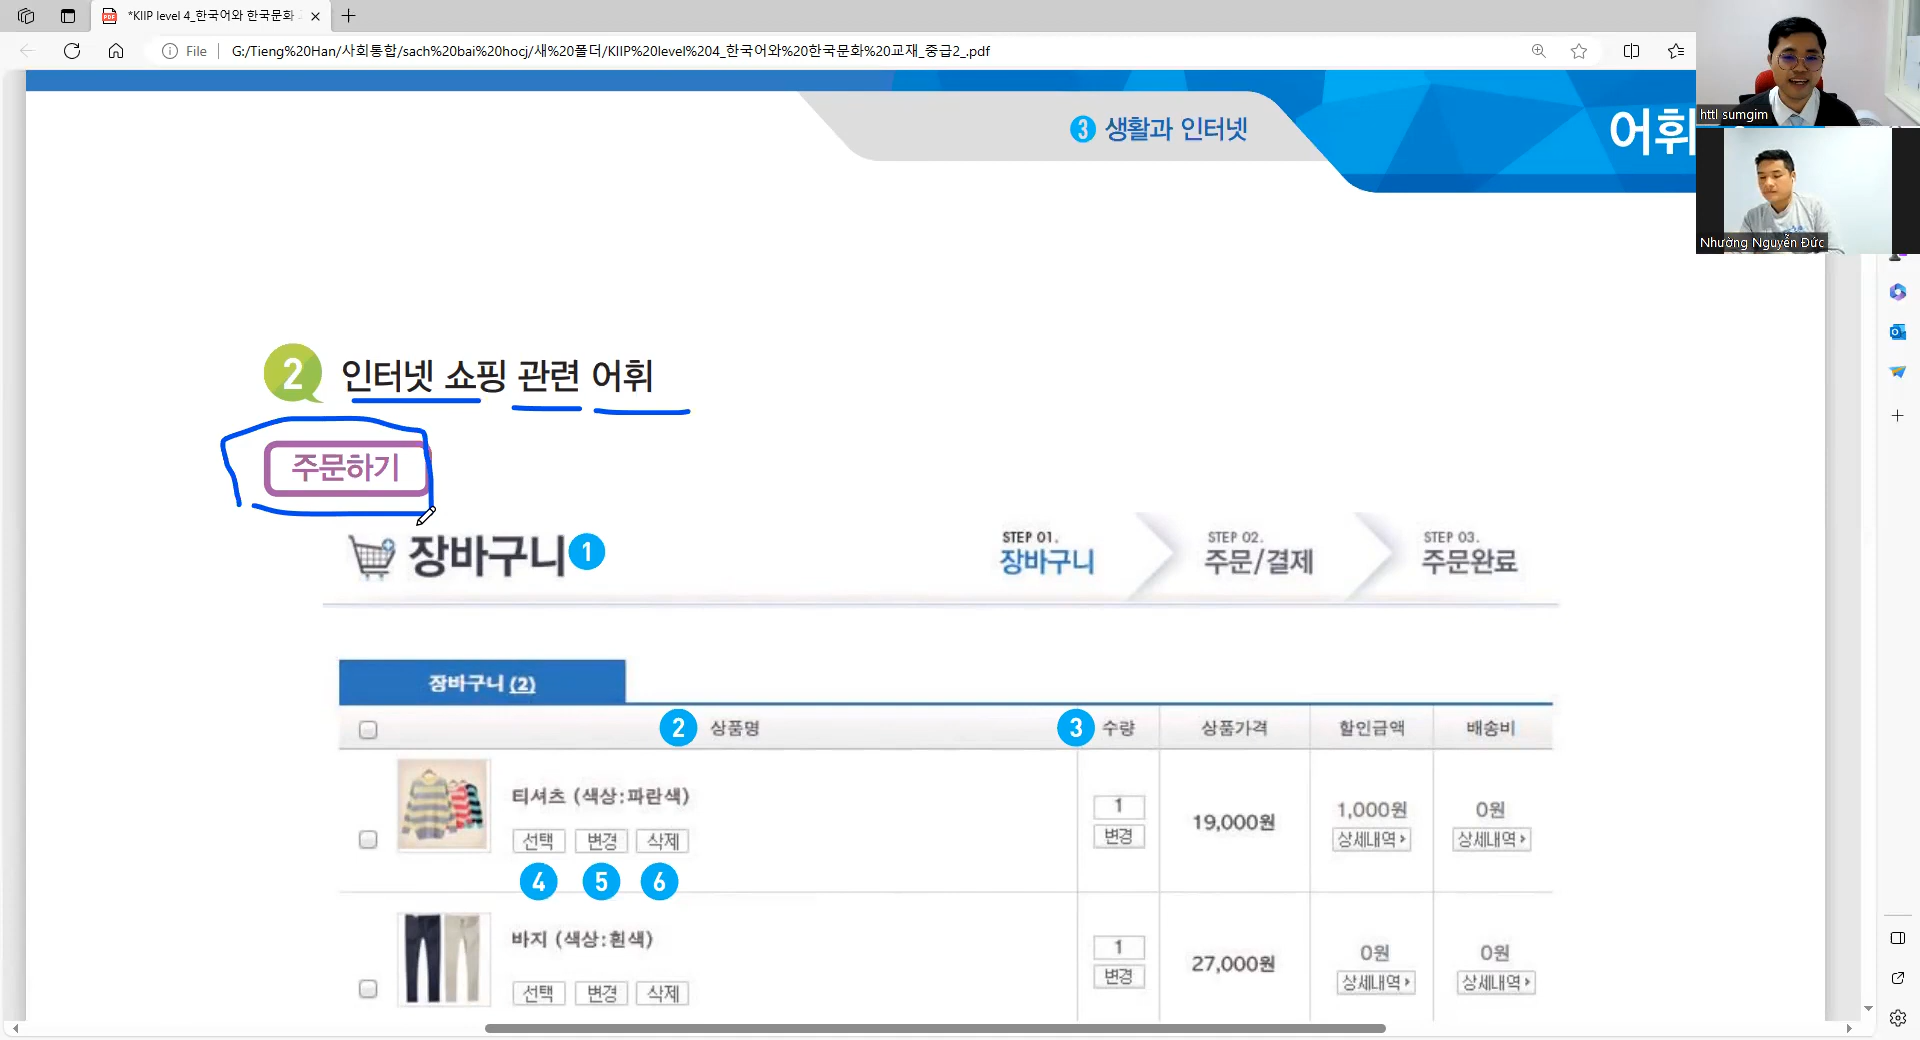 *KIIP level 4_한국어와 한국문화
File
G:/Tieng%20Han/사회통합/sach%20bai%20hocj/새%20폴더/KIIP%20level%204_한국어와%20한국문화%20교재_중급2_.pdf
httl sumgim
Nhường Nguyễn Đức
3 생활과 인터넷
어휘
2 인터넷 쇼핑 관련 어휘
주문하기
장바구니 1
STEP 01. STEP 02. STEP 03.
장바구니 주문/결제 주문완료
장바구니 (2)
2 상품명 3 수량 상품가격 할인금액 배송비
티셔츠 (색상:파란색)
선택 변경 삭제
4 5 6
1
변경
19,000원
1,000원
상세내역
0원
상세내역
바지 (색상:흰색)
선택 변경 삭제
1
변경
27,000원
0원
상세내역
0원
상세내역